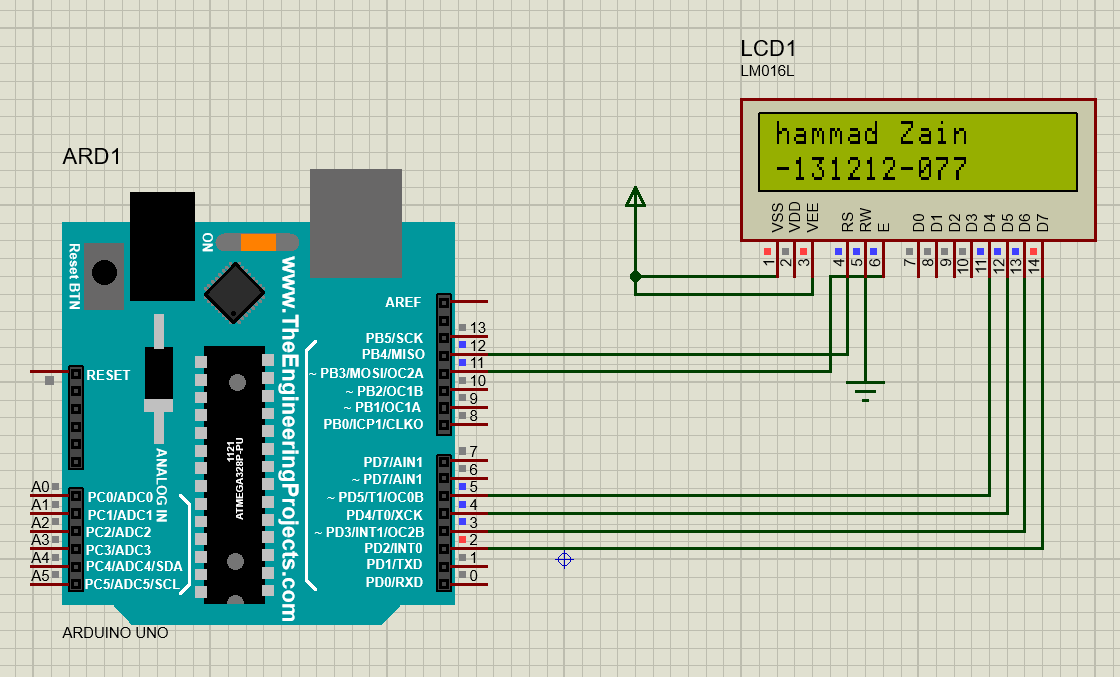 LCD1
LM016L
hammad Zain
-131212-077
VSS
VDD
VEE
RS
RW
E
D0
D1
D2
D3
D4
D5
D6
D7
1
2
3
4
5
6
7
8
9
10
11
12
13
14
ARD1
Reset BTN
ON
www.TheEngineeringProjects.com
AREF
PB5/SCK 13
PB4/MISO 12
~ PB3/MOSI/OC2A 11
~ PB2/OC1B 10
~ PB1/OC1A 9
PB0/ICP1/CLKO 8
RESET
1121
ATMEGA328P-PU
ANALOG IN
PD7/AIN1 7
~ PD7/AIN1 6
~ PD5/T1/OC0B 5
PD4/T0/XCK 4
~ PD3/INT1/OC2B 3
PD2/INT0 2
PD1/TXD 1
PD0/RXD 0
A0 PC0/ADC0
A1 PC1/ADC1
A2 PC2/ADC2
A3 PC3/ADC3
A4 PC4/ADC4/SDA
A5 PC5/ADC5/SCL
ARDUINO UNO